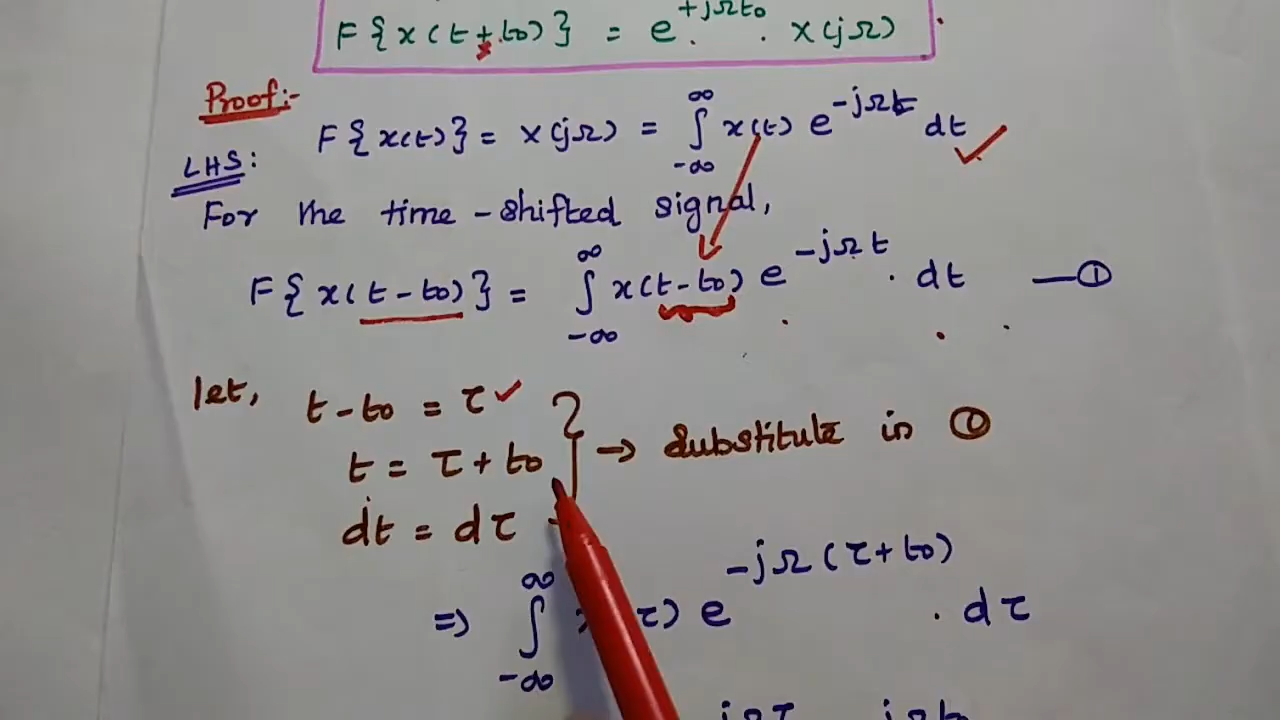 F{x(t+t0)} = e^{+jΩt0} . x(jΩ)
Proof:-
F{x(t)} = x(jΩ) = ∫_{-∞}^{∞} x(t) e^{-jΩt} dt
LHS:
For the time-shifted signal,
F{x(t-t0)} = ∫_{-∞}^{∞} x(t-t0) e^{-jΩt} . dt —①
let, t-t0 = τ
t = τ+t0
dt = dτ
} → Substitute in ①
=> ∫_{-∞}^{∞} τ) e^{-jΩ(τ+t0)} . dτ